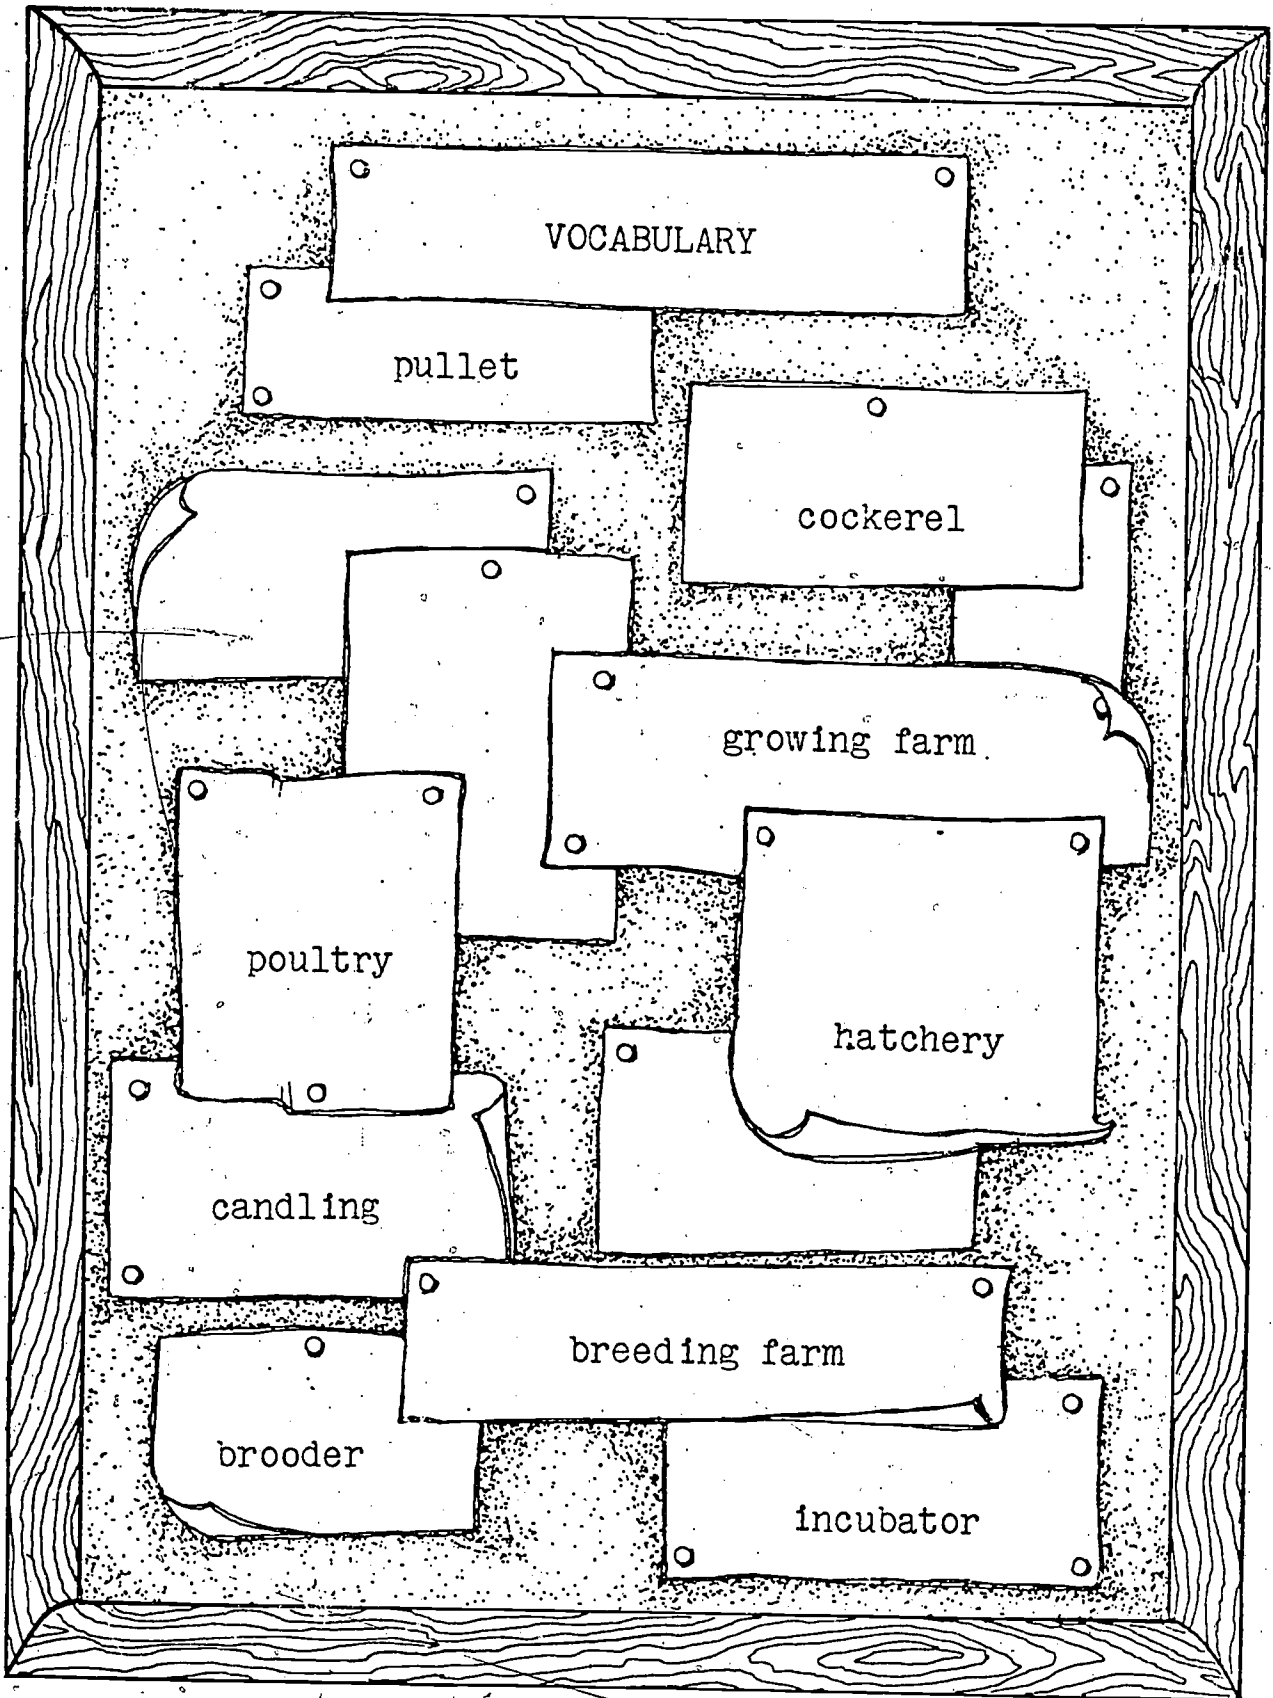 VOCABULARY
pullet
cockerel
growing farm
poultry
hatchery
candling
breeding farm
brooder
incubator